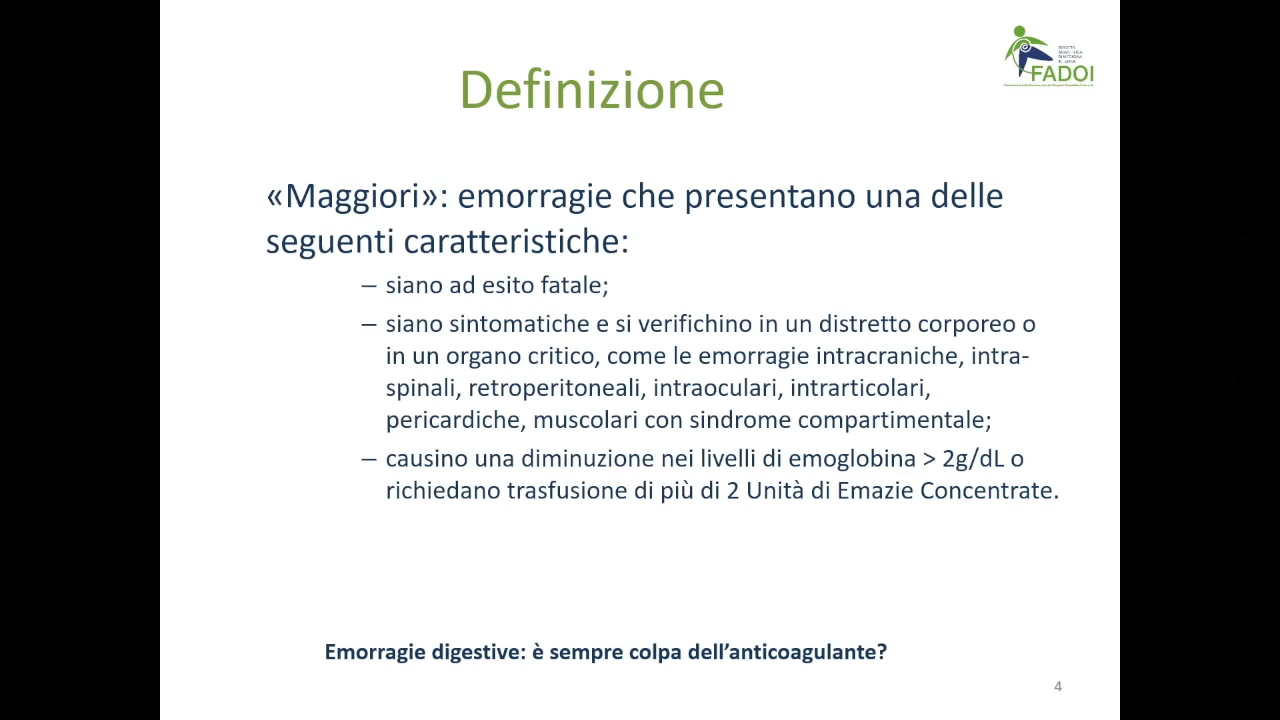 FADOI
Definizione
«Maggiori»: emorragie che presentano una delle
seguenti caratteristiche:
– siano ad esito fatale;
– siano sintomatiche e si verifichino in un distretto corporeo o
in un organo critico, come le emorragie intracraniche, intra-
spinali, retroperitoneali, intraoculari, intrarticolari,
pericardiche, muscolari con sindrome compartimentale;
– causino una diminuzione nei livelli di emoglobina > 2g/dL o
richiedano trasfusione di più di 2 Unità di Emazie Concentrate.
Emorragie digestive: è sempre colpa dell’anticoagulante?
4